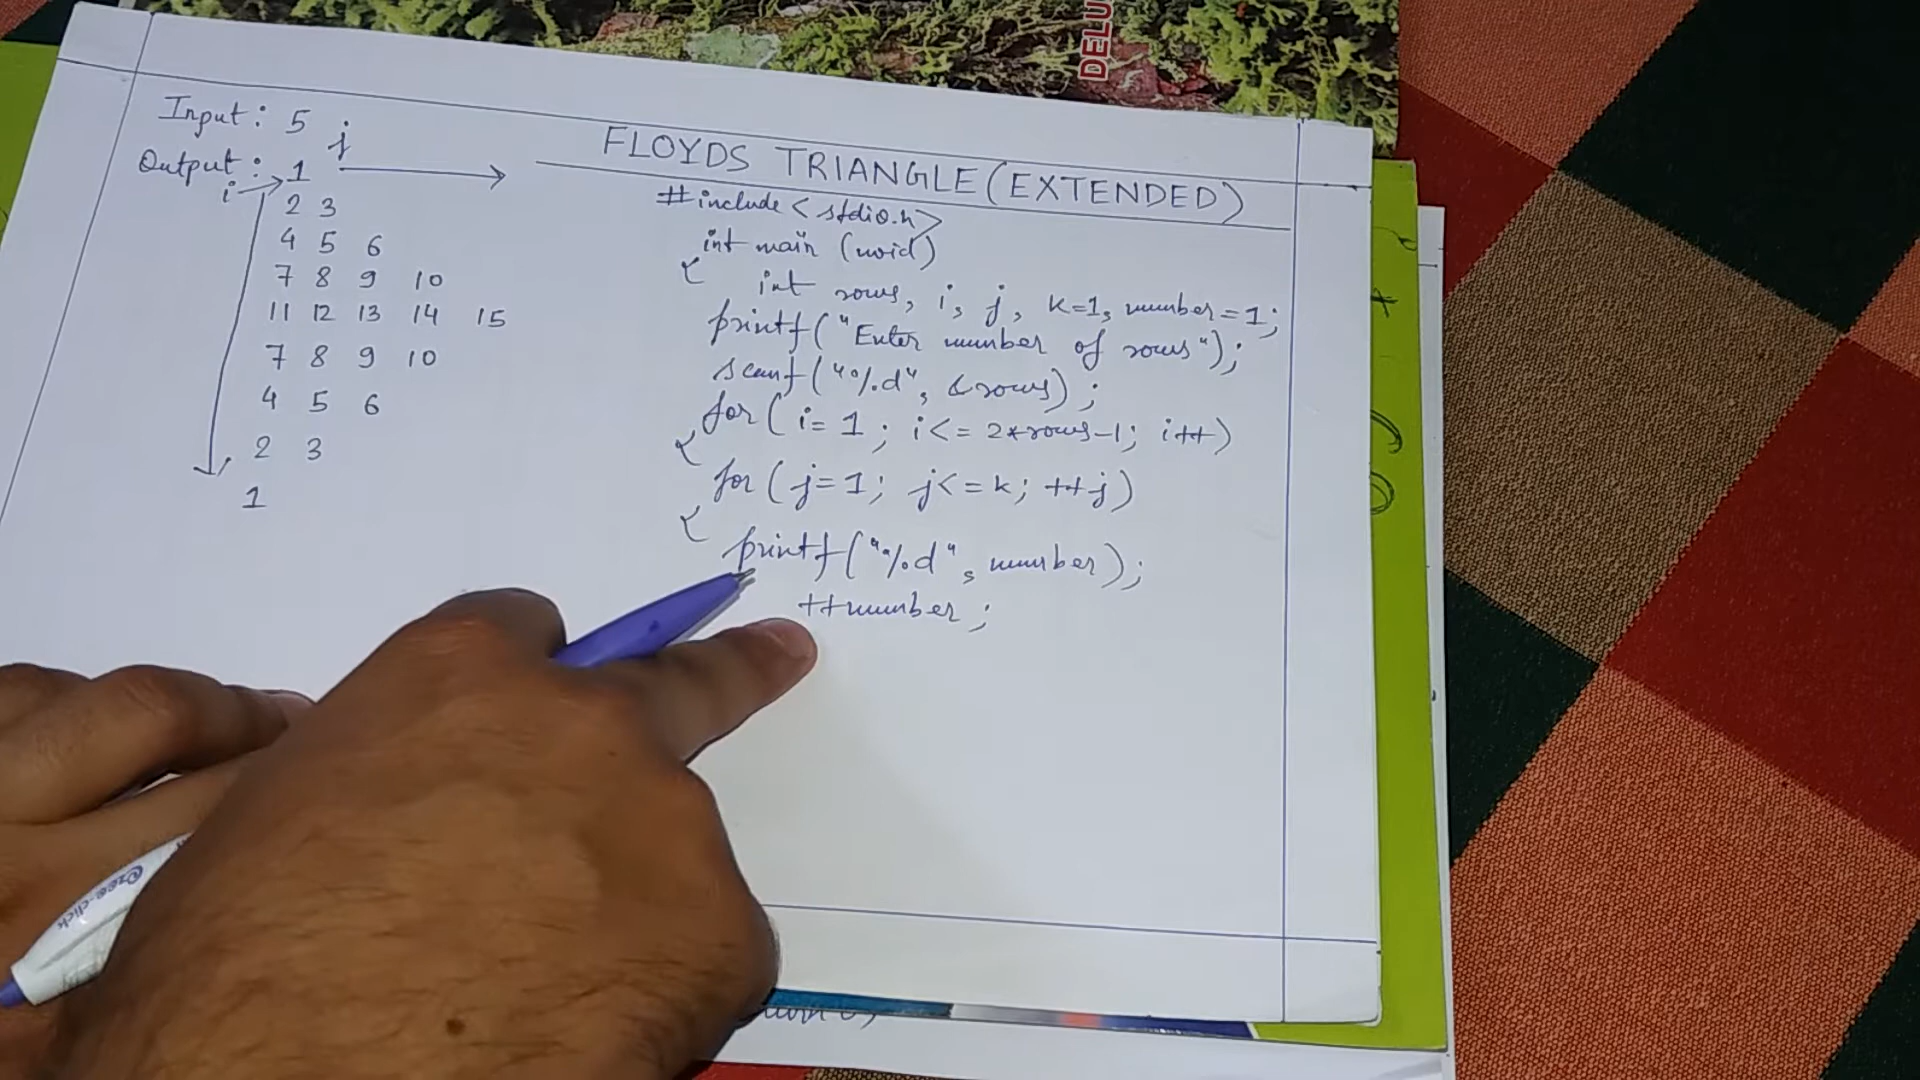 DELU
Input: 5
j
FLOYDS TRIANGLE (EXTENDED)
Output: 1
i
2 3
4 5 6
7 8 9 10
11 12 13 14 15
7 8 9 10
4 5 6
2 3
1
#include <stdio.h>
int main (void)
{
int rows, i, j, k=1, number=1;
printf("Enter number of rows");
scanf("%d", &rows);
for( i= 1; i<= 2*rows-1; i++)
{
for (j=1; j<=k; ++j)
{
printf("%d", number);
++number;